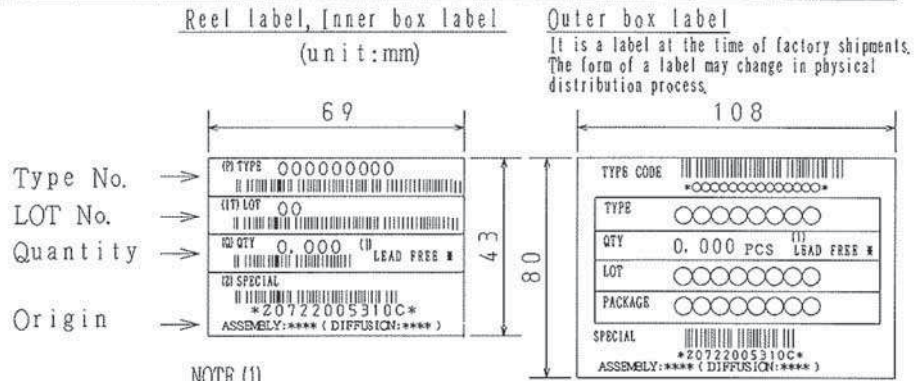 Reel label, Inner box label
(unit:mm)
69
Type No.
LOT No.
Quantity
Origin
(P) TYPE 000000000
(1T) LOT 00
(Q) QTY 0,000 (1) LEAD FREE *
(2) SPECIAL
*Z0722005310C*
ASSEMBLY:**** ( DIFFUSION:**** )
43
NOTE (1)
Outer box label
It is a label at the time of factory shipments.
The form of a label may change in physical
distribution process.
108
80
TYPE CODE
*○○○○○○○○○○○○○○*
TYPE ○○○○○○○○
QTY 0,000 PCS (1) LEAD FREE *
LOT ○○○○○○○○
PACKAGE ○○○○○○○○
SPECIAL
*Z0722005310C*
ASSEMBLY:**** ( DIFFUSION:**** )